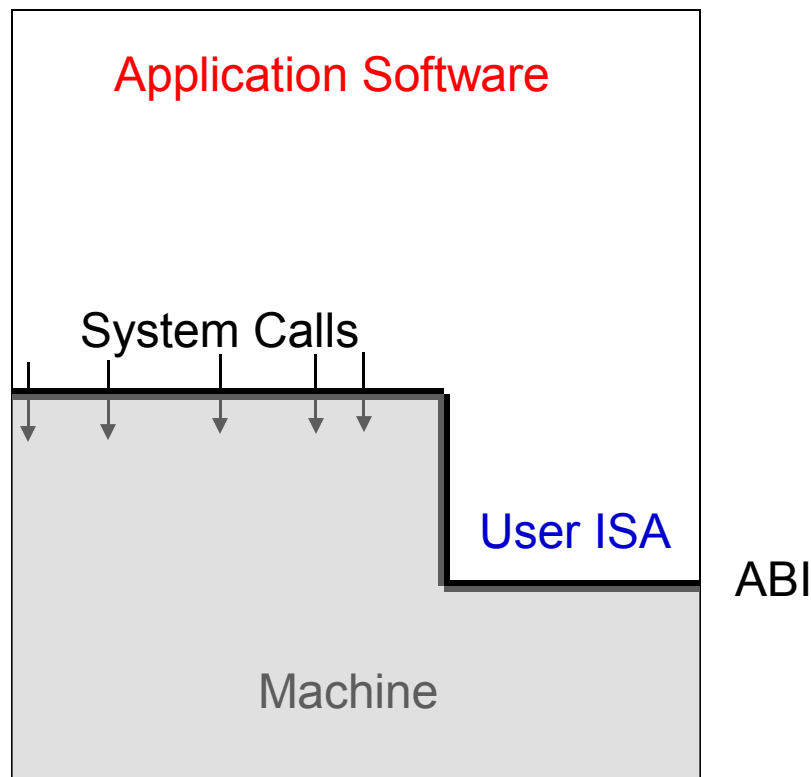 Application Software
System Calls
User ISA
ABI
Machine